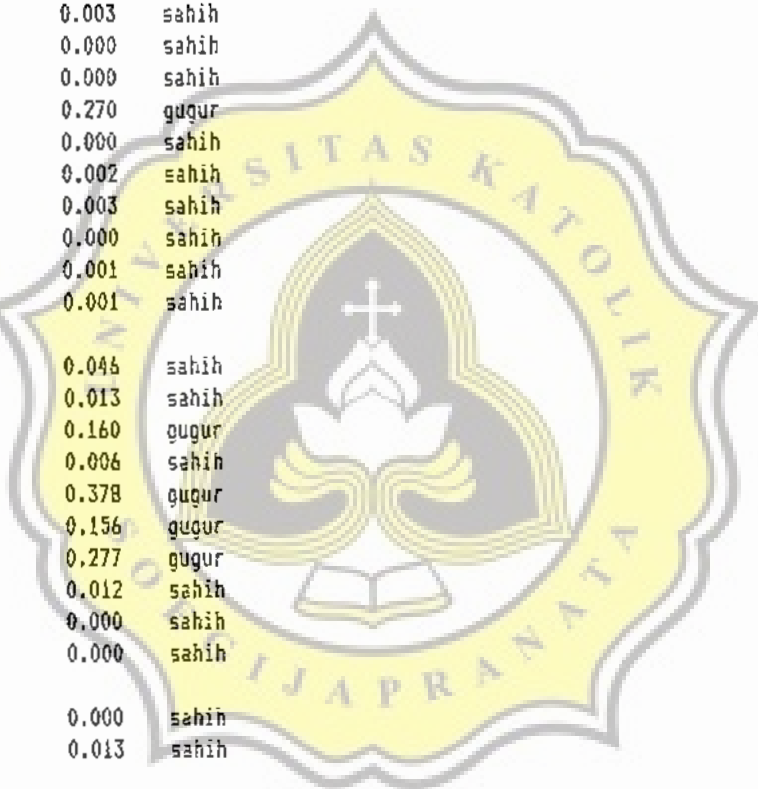 0.003 sahih
0.000 sahih
0.000 sahih
0.270 gugur
0.000 sahih
0.002 sahih
0.003 sahih
0.000 sahih
0.001 sahih
0.001 sahih
0.046 sahih
0.013 sahih
0.160 gugur
0.006 sahih
0.378 gugur
0.156 gugur
0.277 gugur
0.012 sahih
0.000 sahih
0.000 sahih
0.000 sahih
0.013 sahih
UNIVERSITAS KATOLIK
SOEGIJAPRANATA